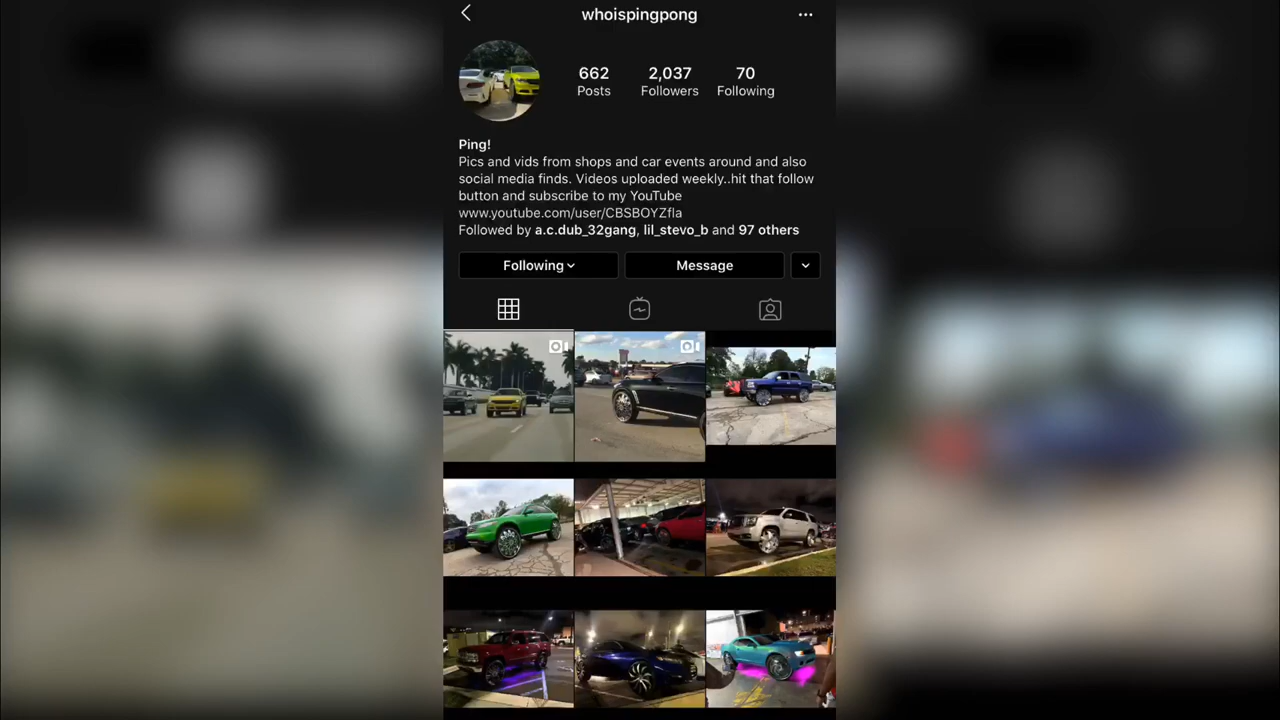 whoispingpong
662 2,037 70
Posts Followers Following
Ping!
Pics and vids from shops and car events around and also
social media finds. Videos uploaded weekly..hit that follow
button and subscribe to my YouTube
www.youtube.com/user/CBSBOYZfla
Followed by a.c.dub_32gang, lil_stevo_b and 97 others
Following Message